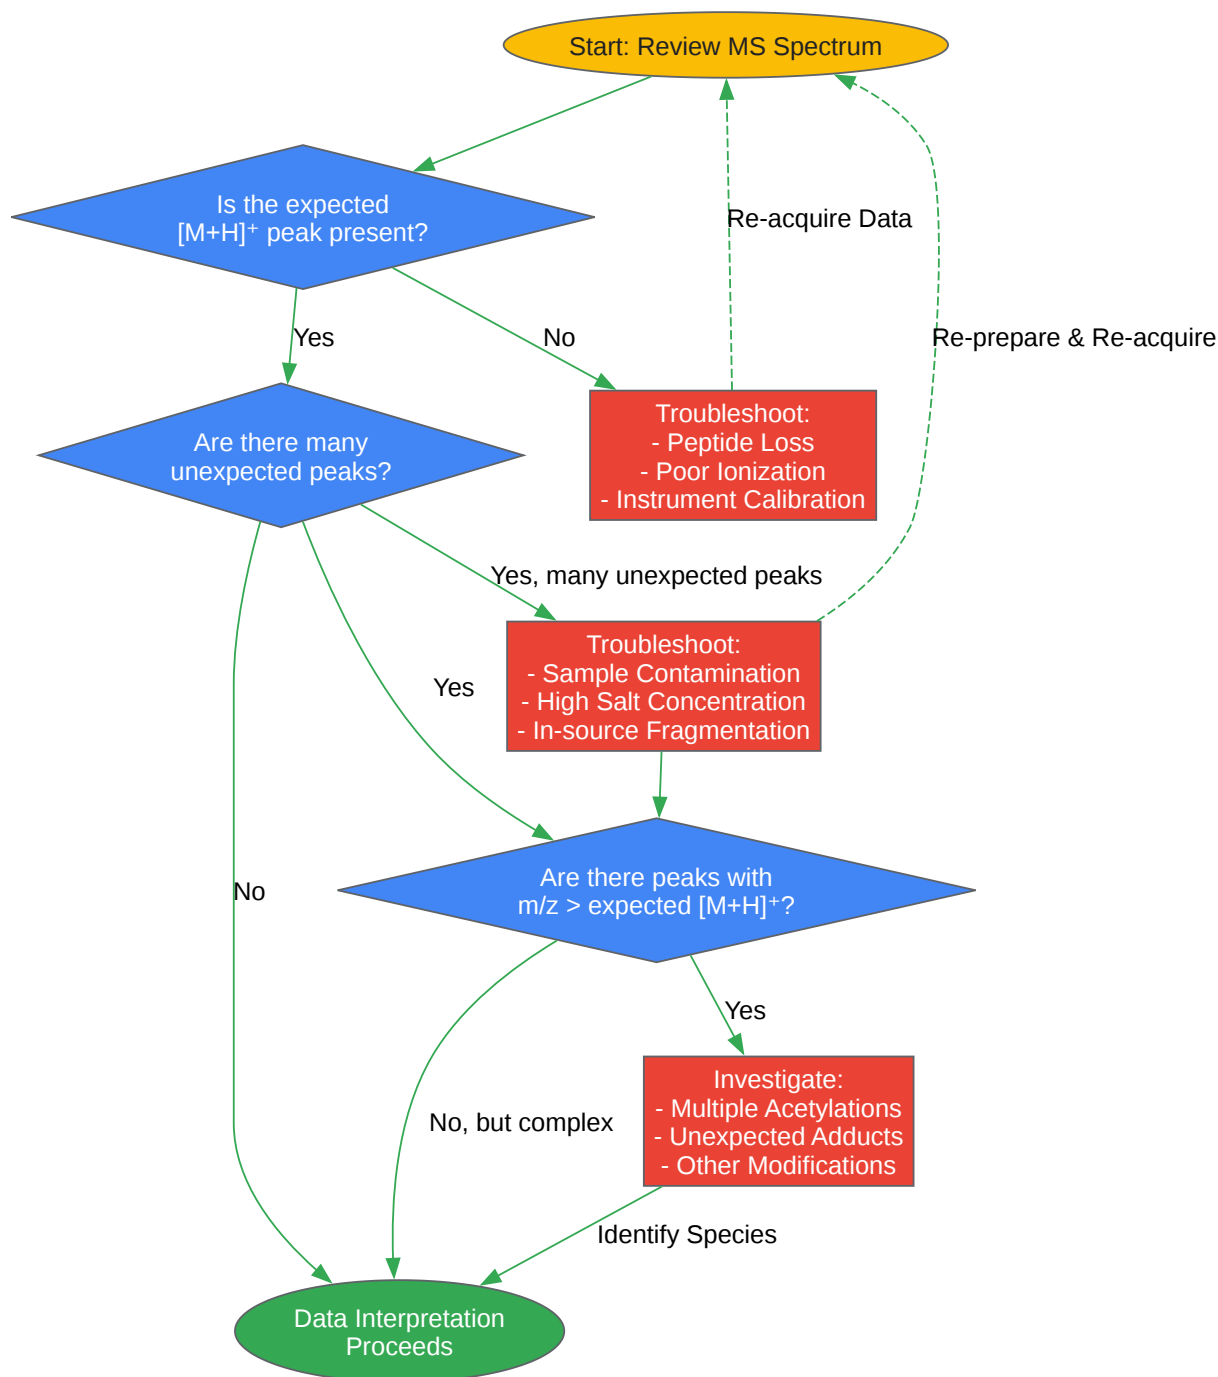 Start: Review MS Spectrum
Is the expected
[M+H]⁺ peak present?
Re-acquire Data
Yes
No
Re-prepare & Re-acquire
Troubleshoot:
- Peptide Loss
- Poor Ionization
- Instrument Calibration
Are there many
unexpected peaks?
Yes, many unexpected peaks
Troubleshoot:
- Sample Contamination
- High Salt Concentration
- In-source Fragmentation
Yes
No
Are there peaks with
m/z > expected [M+H]⁺?
Yes
No, but complex
Investigate:
- Multiple Acetylations
- Unexpected Adducts
- Other Modifications
Identify Species
Data Interpretation
Proceeds